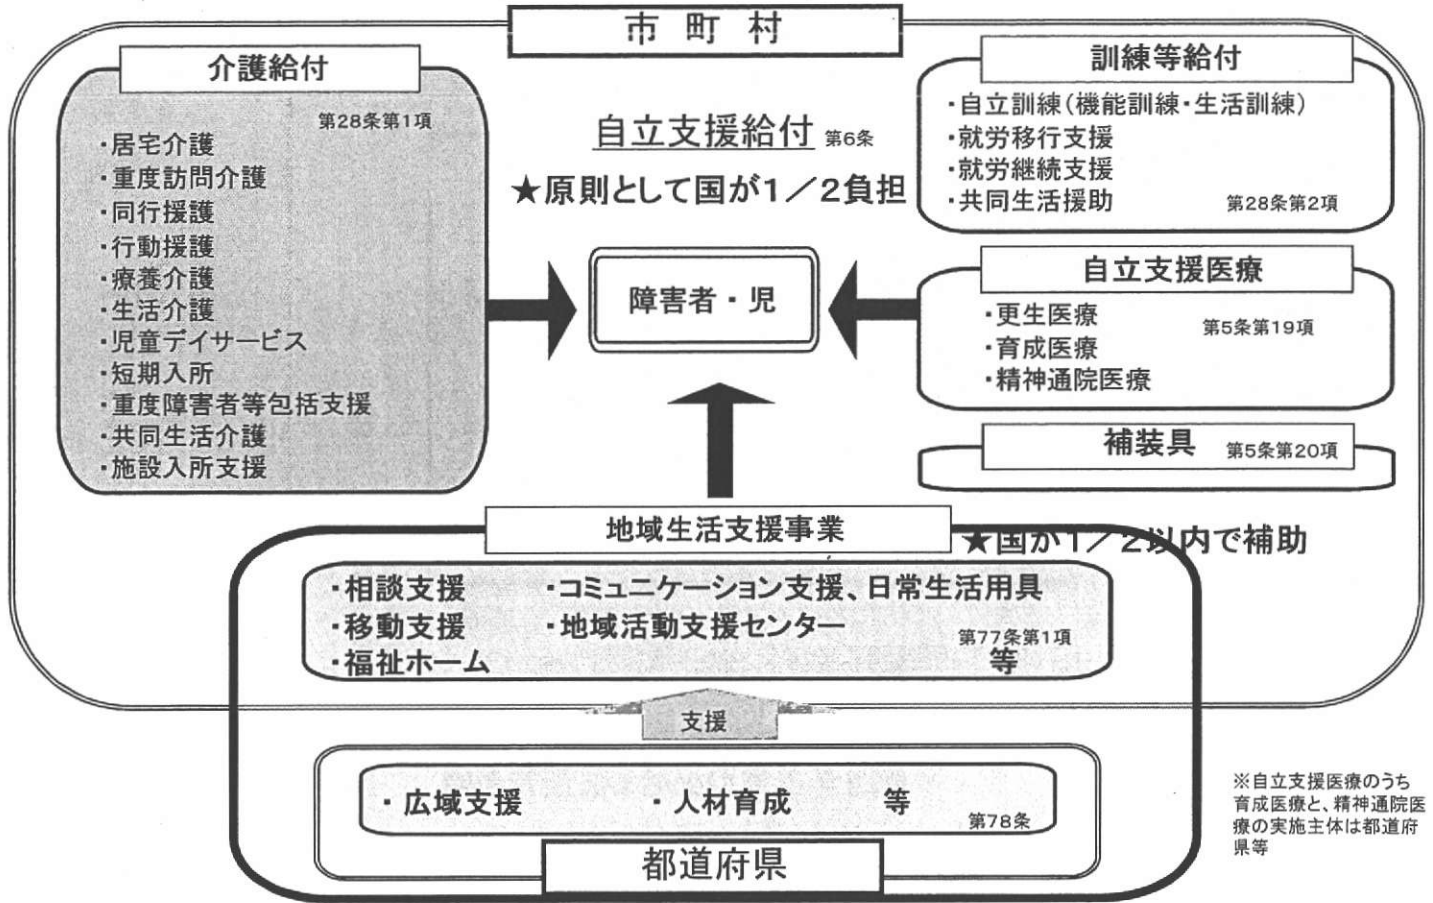 市町村
介護給付
第28条第1項
・居宅介護
・重度訪問介護
・同行援護
・行動援護
・療養介護
・生活介護
・児童デイサービス
・短期入所
・重度障害者等包括支援
・共同生活介護
・施設入所支援
自立支援給付 第6条
★原則として国が1／2負担
障害者・児
訓練等給付
・自立訓練(機能訓練・生活訓練)
・就労移行支援
・就労継続支援
・共同生活援助 第28条第2項
自立支援医療
・更生医療 第5条第19項
・育成医療
・精神通院医療
補装具 第5条第20項
地域生活支援事業
★国が1／2以内で補助
・相談支援 ・コミュニケーション支援、日常生活用具
・移動支援 ・地域活動支援センター
第77条第1項
・福祉ホーム 等
支援
・広域支援 ・人材育成 等
第78条
都道府県
※自立支援医療のうち
育成医療と、精神通院医
療の実施主体は都道府
県等